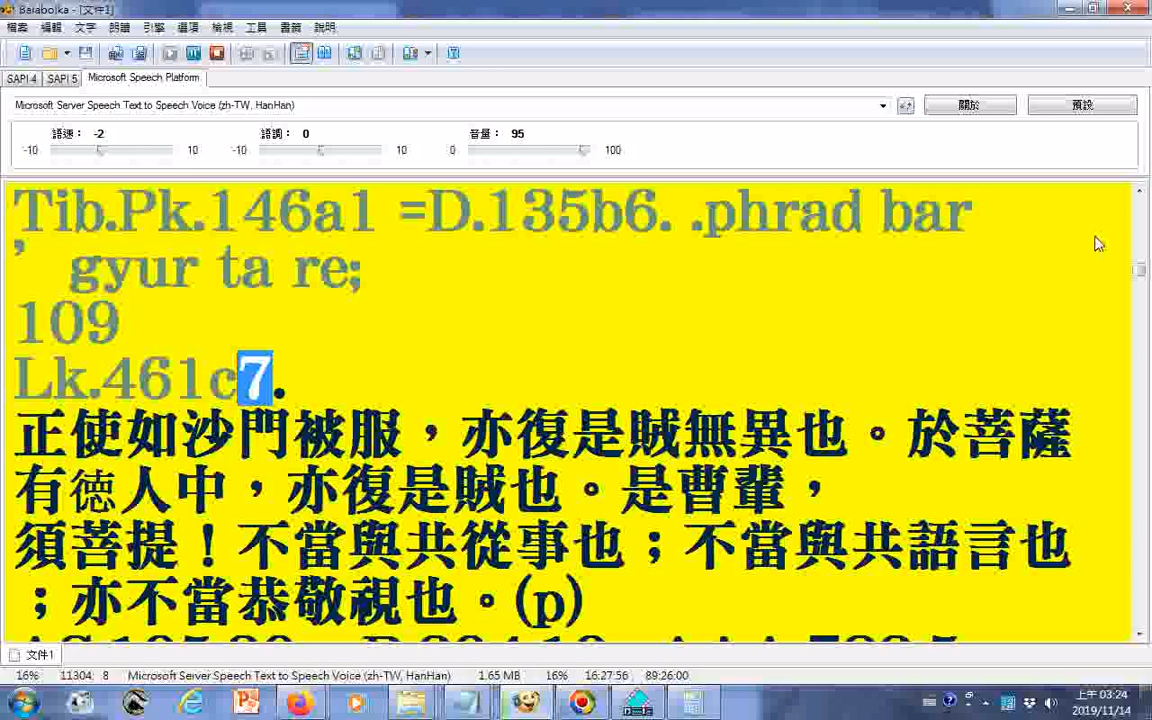 Balabolka - [文件1]
檔案 編輯 文字 朗讀 引擎 選項 檢視 工具 書籤 說明
SAPI 4 SAPI 5 Microsoft Speech Platform
Microsoft Server Speech Text to Speech Voice (zh-TW, HanHan) 關於 預設
語速： -2 語調： 0 音量： 95
-10 10 -10 10 0 100
Tib.Pk.146a1 =D.135b6. .phrad bar
’ gyur ta re;
109
Lk.461c7.
正使如沙門被服，亦復是賊無異也。於菩薩
有徳人中，亦復是賊也。是曹輩，
須菩提！不當與共從事也；不當與共語言也
；亦不當恭敬視也。(p)
文件1
16% 11304: 8 Microsoft Server Speech Text to Speech Voice (zh-TW, HanHan) 1.65 MB 16% 16:27:56 89:26:00
上午 03:24
2019/11/14